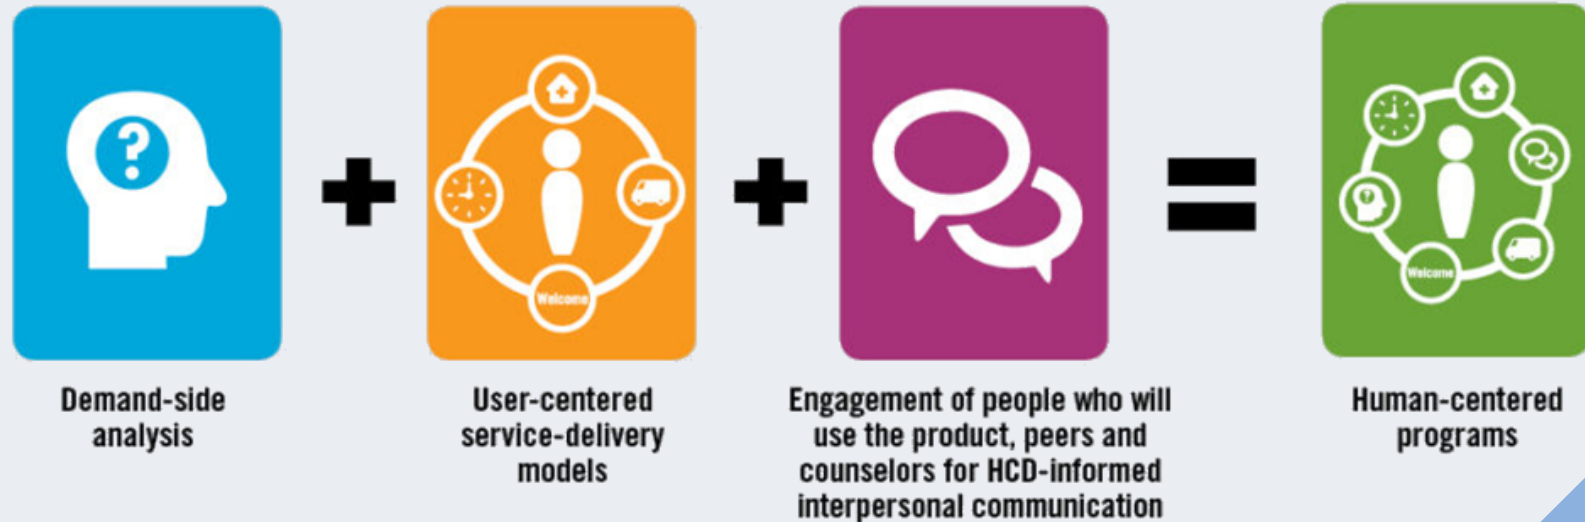 ?
Welcome
?
Welcome
Demand-side
analysis
User-centered
service-delivery
models
Engagement of people who will
use the product, peers and
counselors for HCD-informed
interpersonal communication
Human-centered
programs